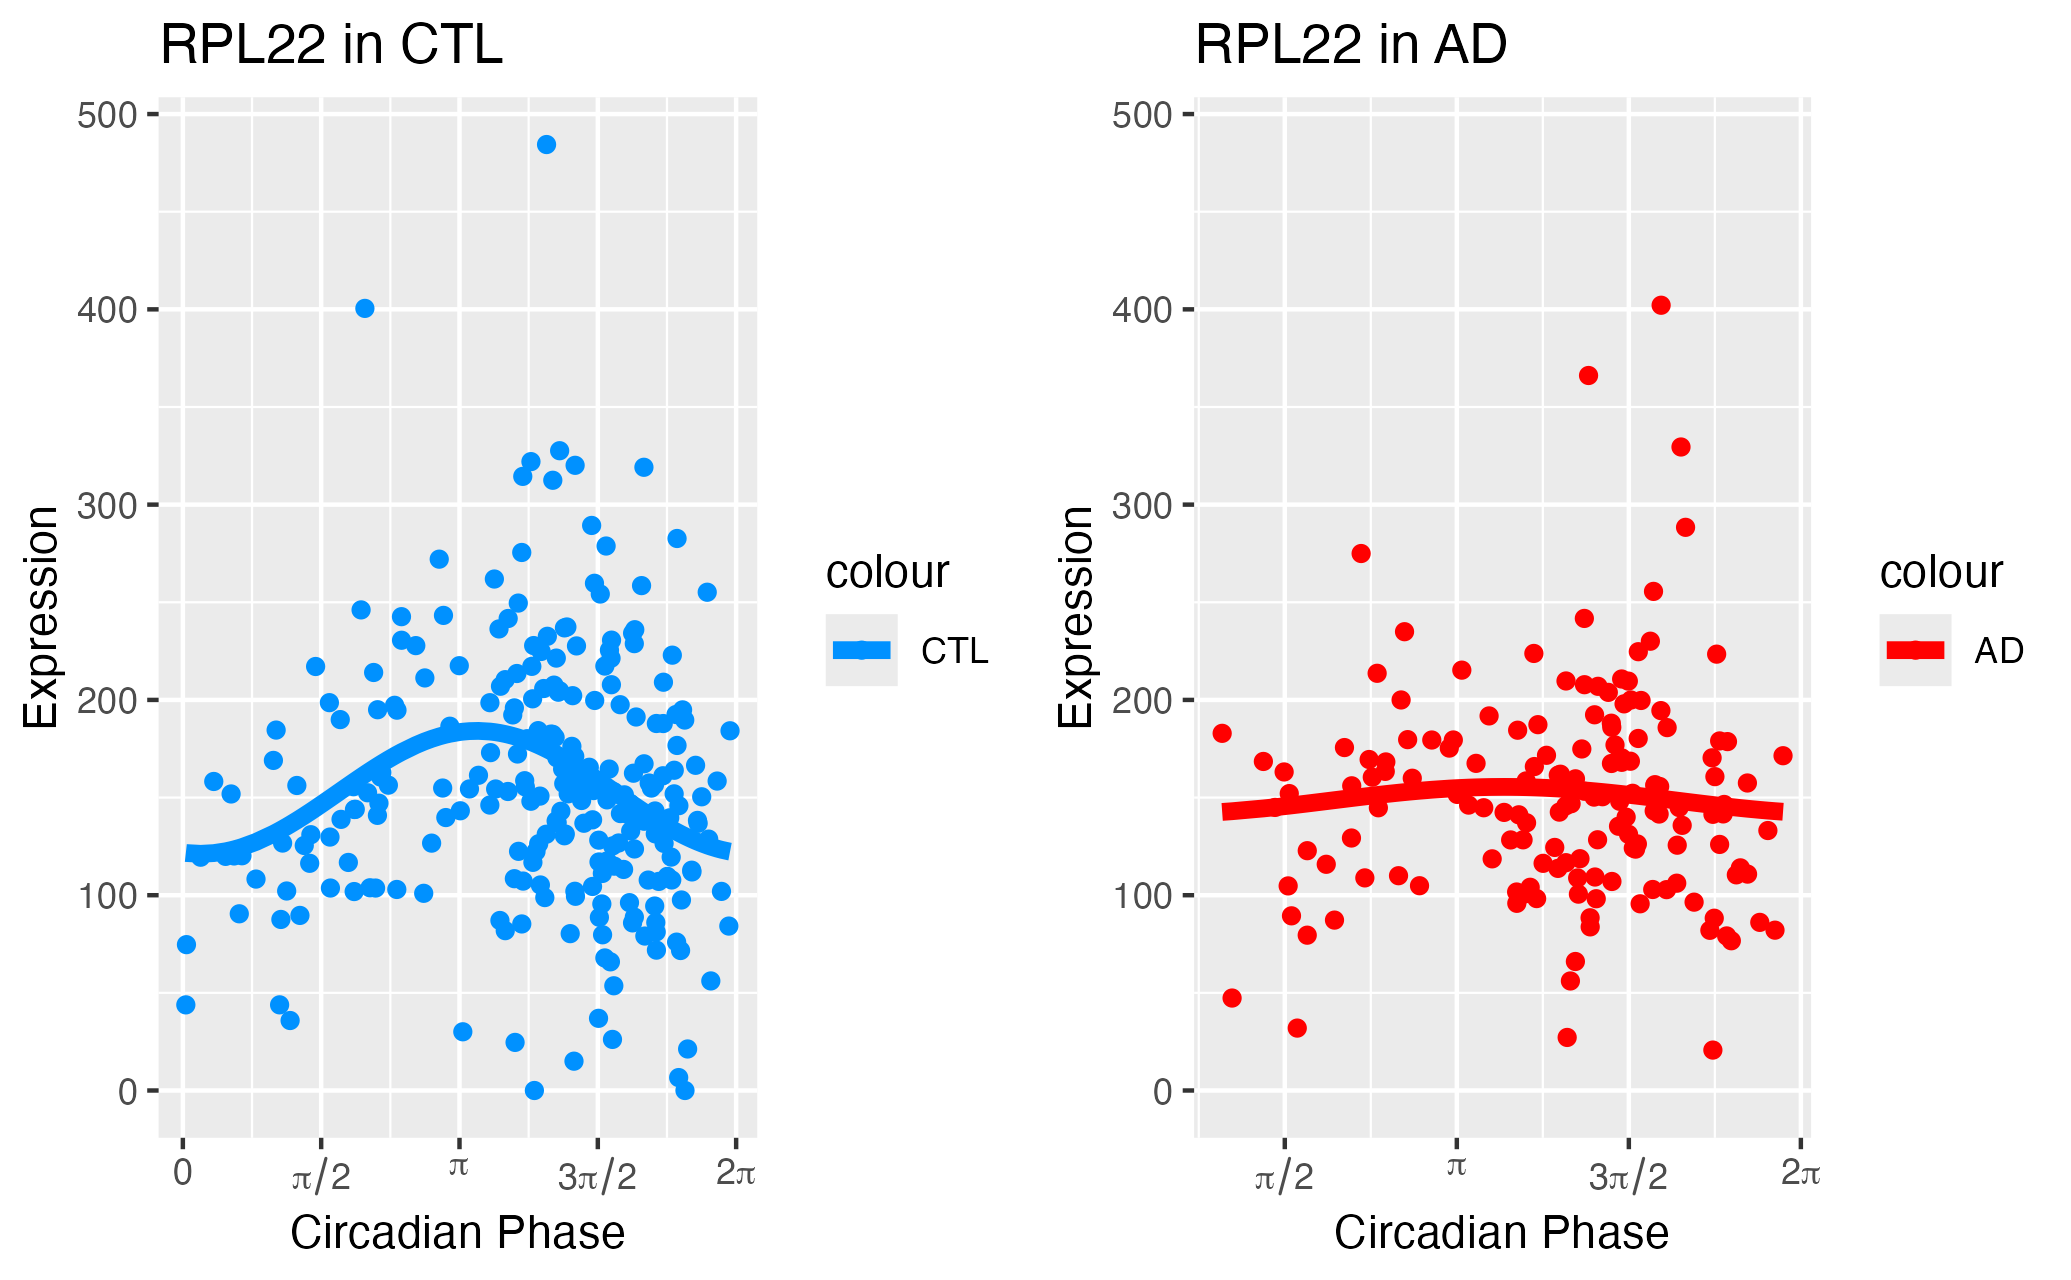 RPL22 in CTL
500
400
300
200
100
0
Expression
0
π/2
π
3π/2
2π
Circadian Phase
colour
CTL
RPL22 in AD
500
400
300
200
100
0
Expression
π/2
π
3π/2
2π
Circadian Phase
colour
AD